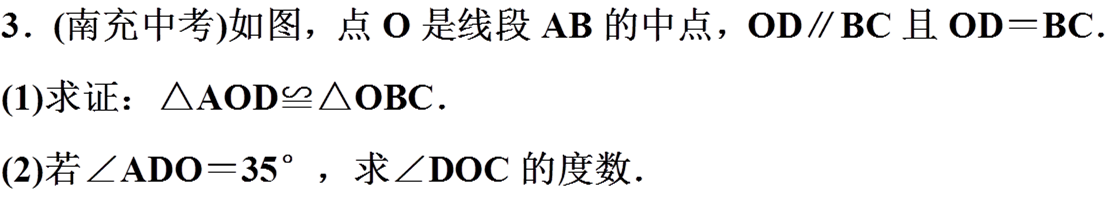 3．(南充中考)如图，点 O 是线段 AB 的中点，OD∥BC 且 OD＝BC．
(1)求证：△AOD≌△OBC．
(2)若∠ADO＝35°，求∠DOC 的度数．